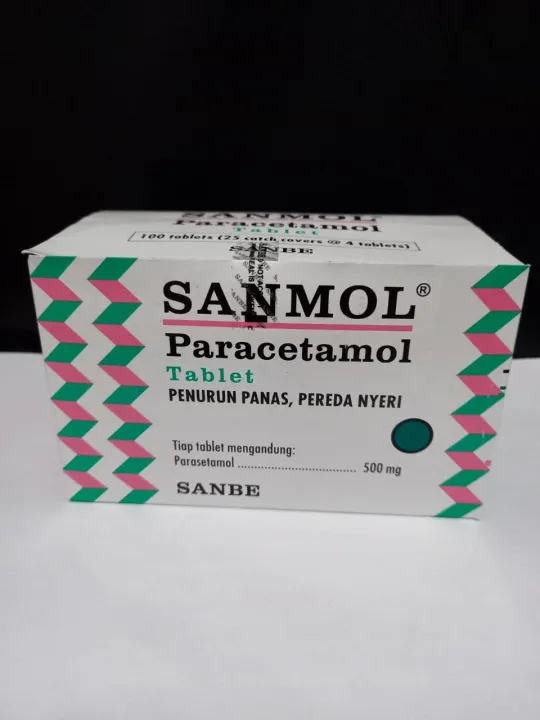 SANMOL
Paracetamol
Tablet
100 tablets (25 catch covers @ 4 tablets)
SANBE
SANMOL®
Paracetamol
Tablet
PENURUN PANAS, PEREDA NYERI
Tiap tablet mengandung:
Parasetamol .................................. 500 mg
SANBE